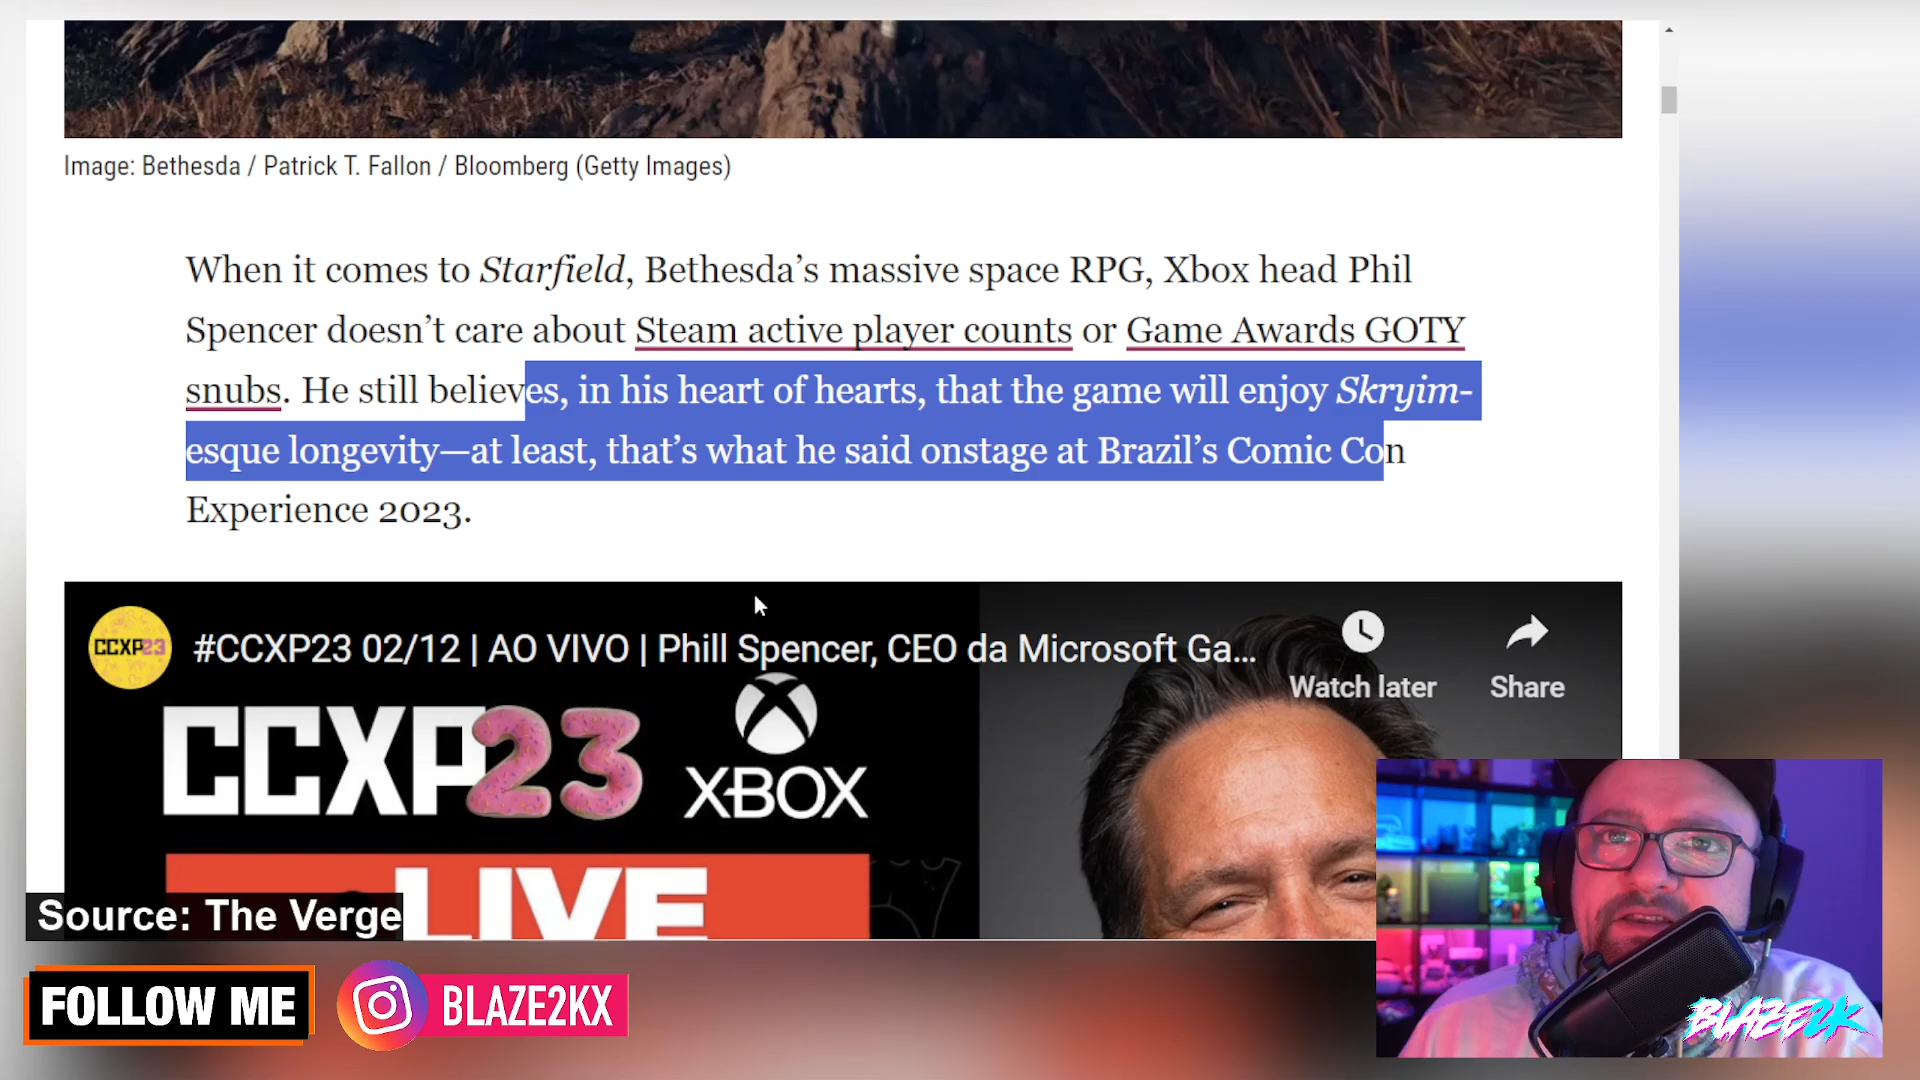 Image: Bethesda / Patrick T. Fallon / Bloomberg (Getty Images)
When it comes to Starfield, Bethesda’s massive space RPG, Xbox head Phil
Spencer doesn’t care about Steam active player counts or Game Awards GOTY
snubs. He still believes, in his heart of hearts, that the game will enjoy Skryim-
esque longevity—at least, that’s what he said onstage at Brazil’s Comic Con
Experience 2023.
CCXP23
#CCXP23 02/12 | AO VIVO | Phill Spencer, CEO da Microsoft Ga...
Watch later
Share
CCXP23
XBOX
LIVE
Source: The Verge
FOLLOW ME
BLAZE2KX
BLAZE2K